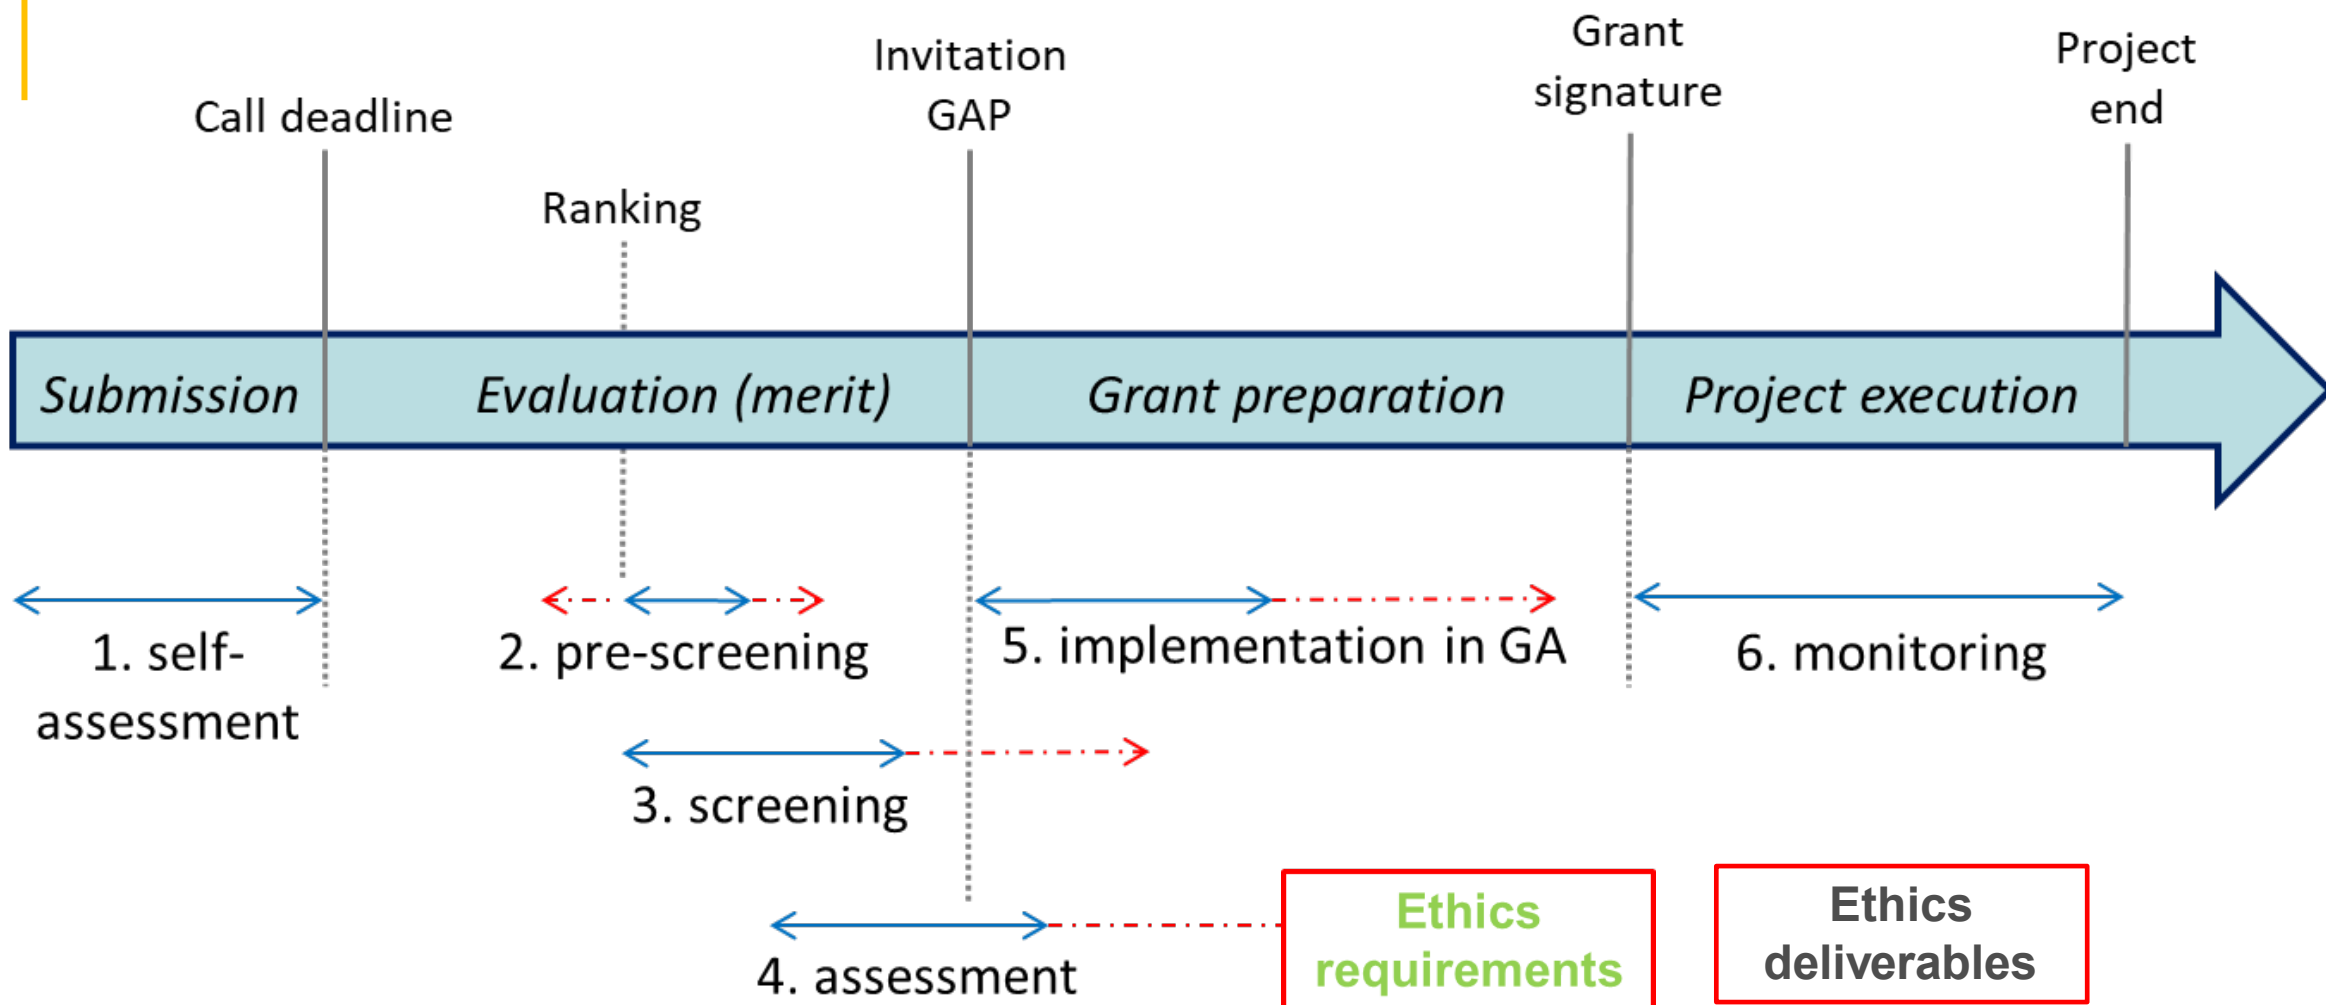 Call deadline
Ranking
Invitation
GAP
Grant
signature
Project
end
Submission
Evaluation (merit)
Grant preparation
Project execution
1. self-
assessment
2. pre-screening
3. screening
4. assessment
5. implementation in GA
6. monitoring
Ethics
requirements
Ethics
deliverables